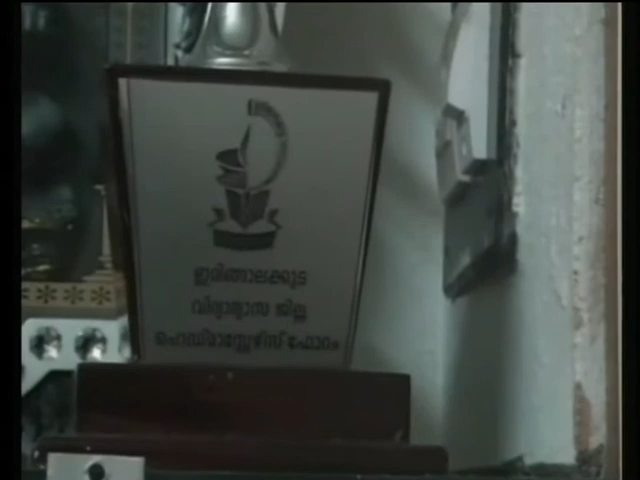 ഇരിങ്ങാലക്കുട
വിദ്യാഭ്യാസ ജില്ല
ഹെഡ്മാസ്റ്റേഴ്സ് ഫോറം